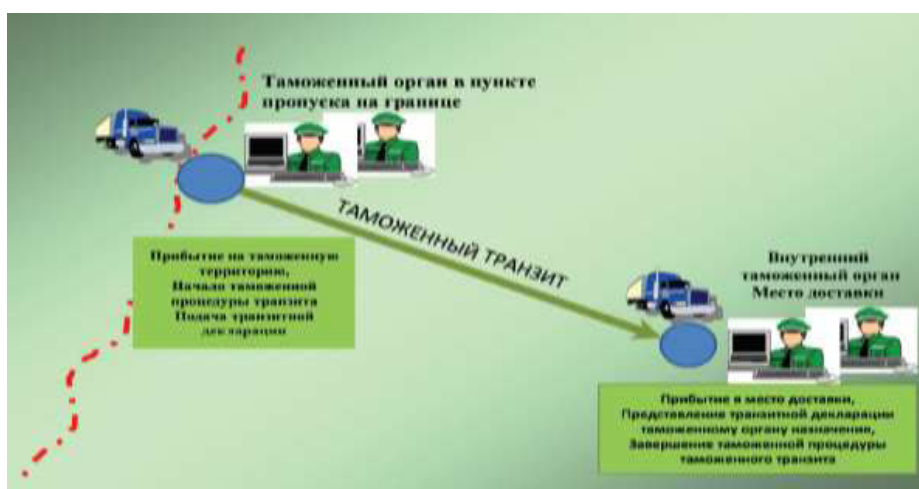 Таможенный орган в пункте
пропуска на границе
ТАМОЖЕННЫЙ ТРАНЗИТ
Прибытие на таможенную
территорию,
Начало таможенной
процедуры транзита
Подача транзитной
декларации
Внутренний
таможенный орган
Место доставки
Прибытие в место доставки,
Представление транзитной декларации
таможенному органу назначения,
Завершение таможенной процедуры
таможенного транзита